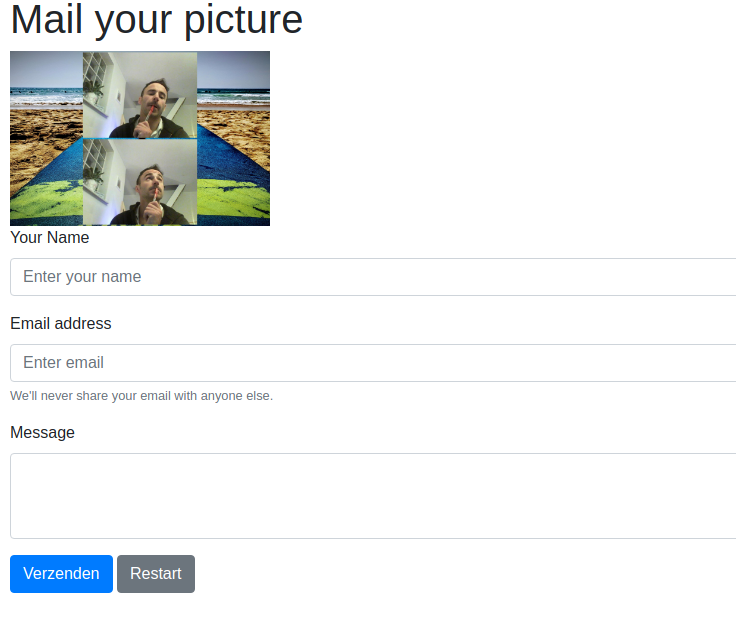 Mail your picture
Your Name
Enter your name
Email address
Enter email
We'll never share your email with anyone else.
Message
Verzenden Restart